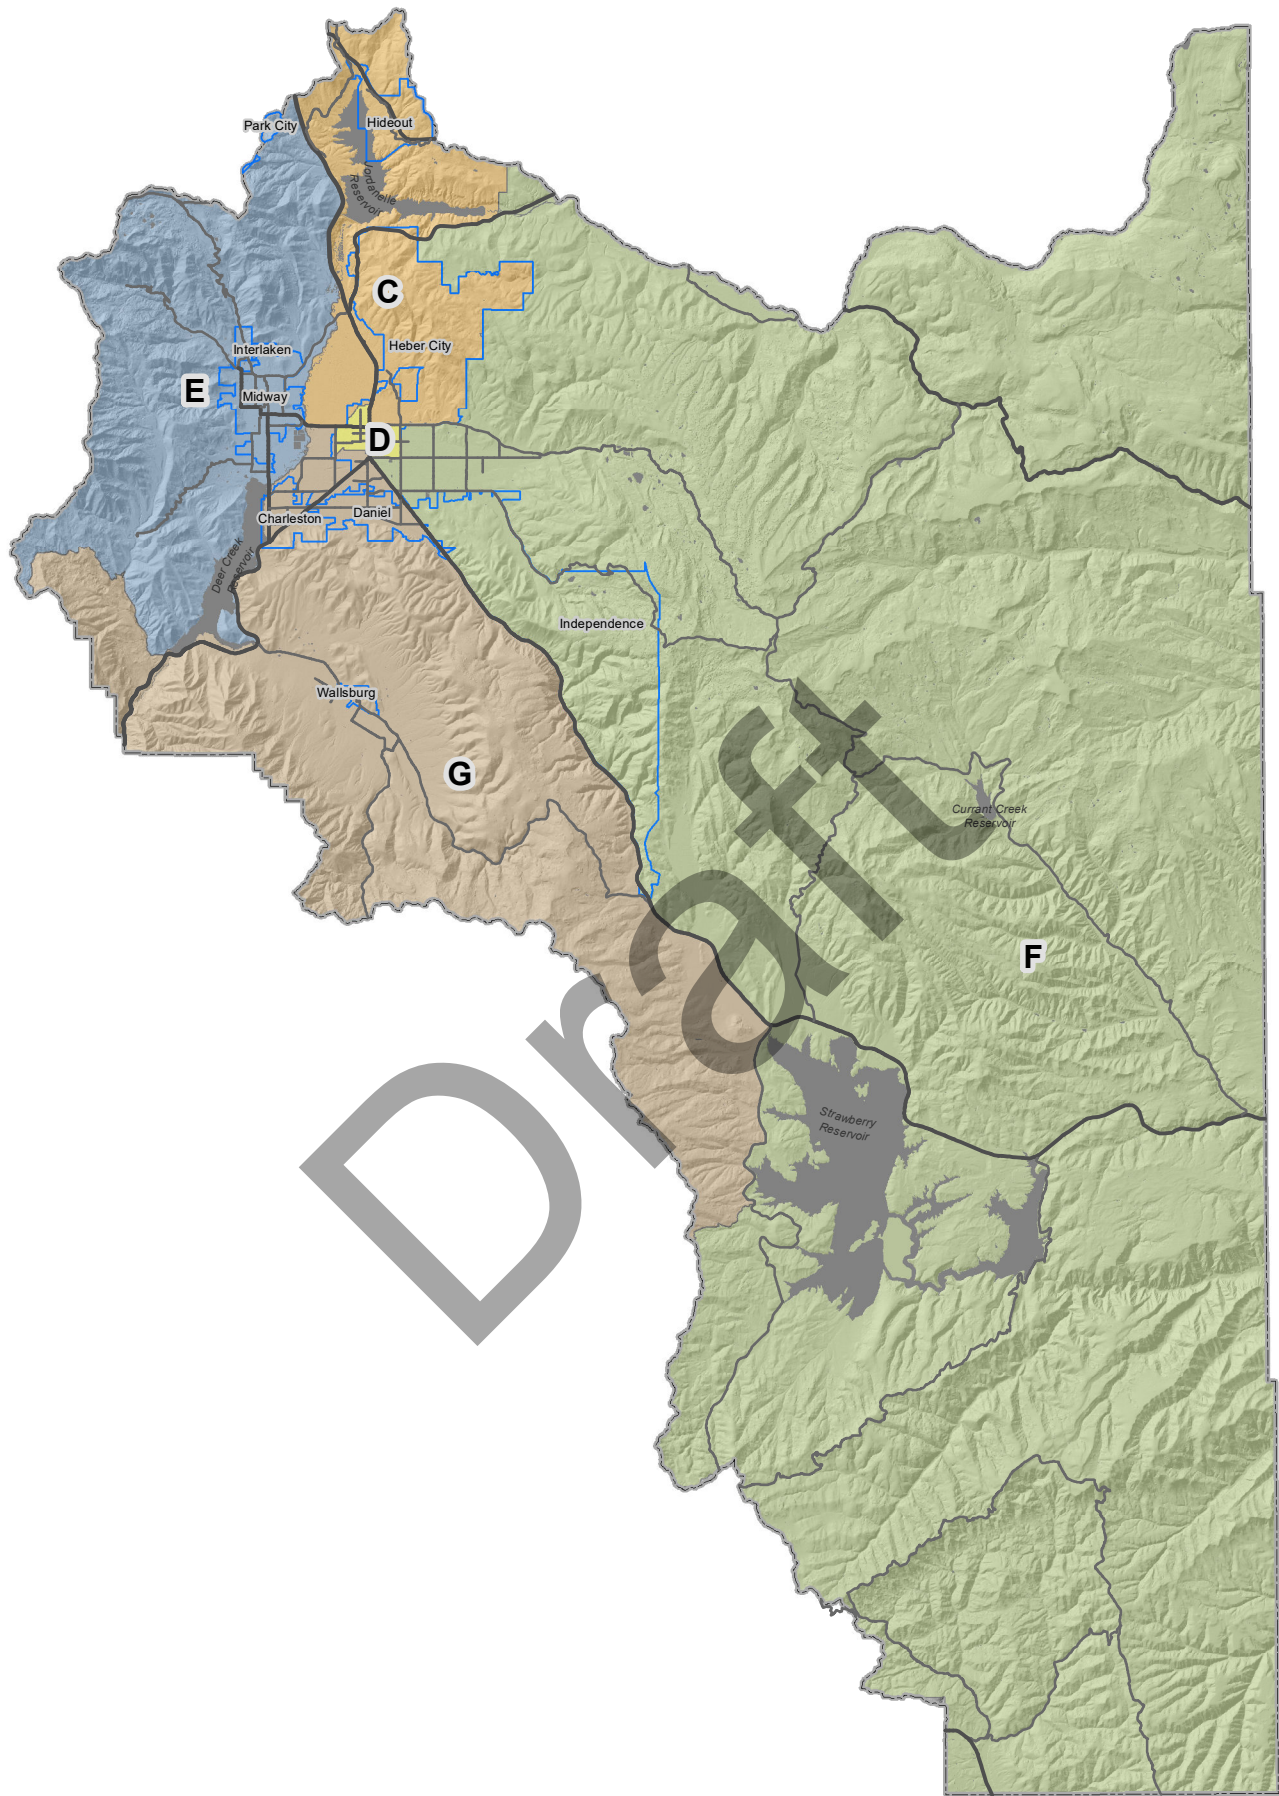 Park City
Hideout
Jordanelle
Reservoir
C
Heber City
Interlaken
E
Midway
D
Charleston
Daniel
Deer Creek
Reservoir
Independence
Wallsburg
G
Currant Creek
Reservoir
F
Strawberry
Reservoir
Draft